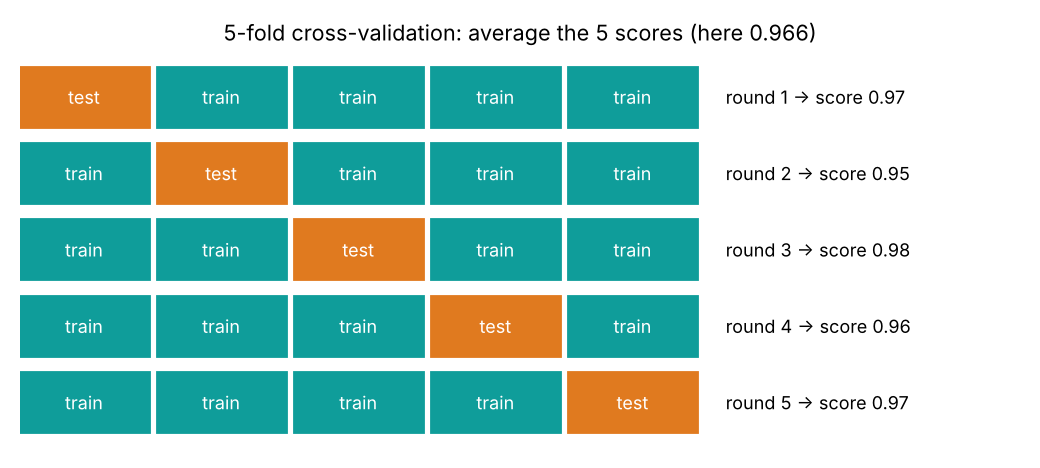 5-fold cross-validation: average the 5 scores (here 0.966)
test train train train train round 1 → score 0.97
train test train train train round 2 → score 0.95
train train test train train round 3 → score 0.98
train train train test train round 4 → score 0.96
train train train train test round 5 → score 0.97